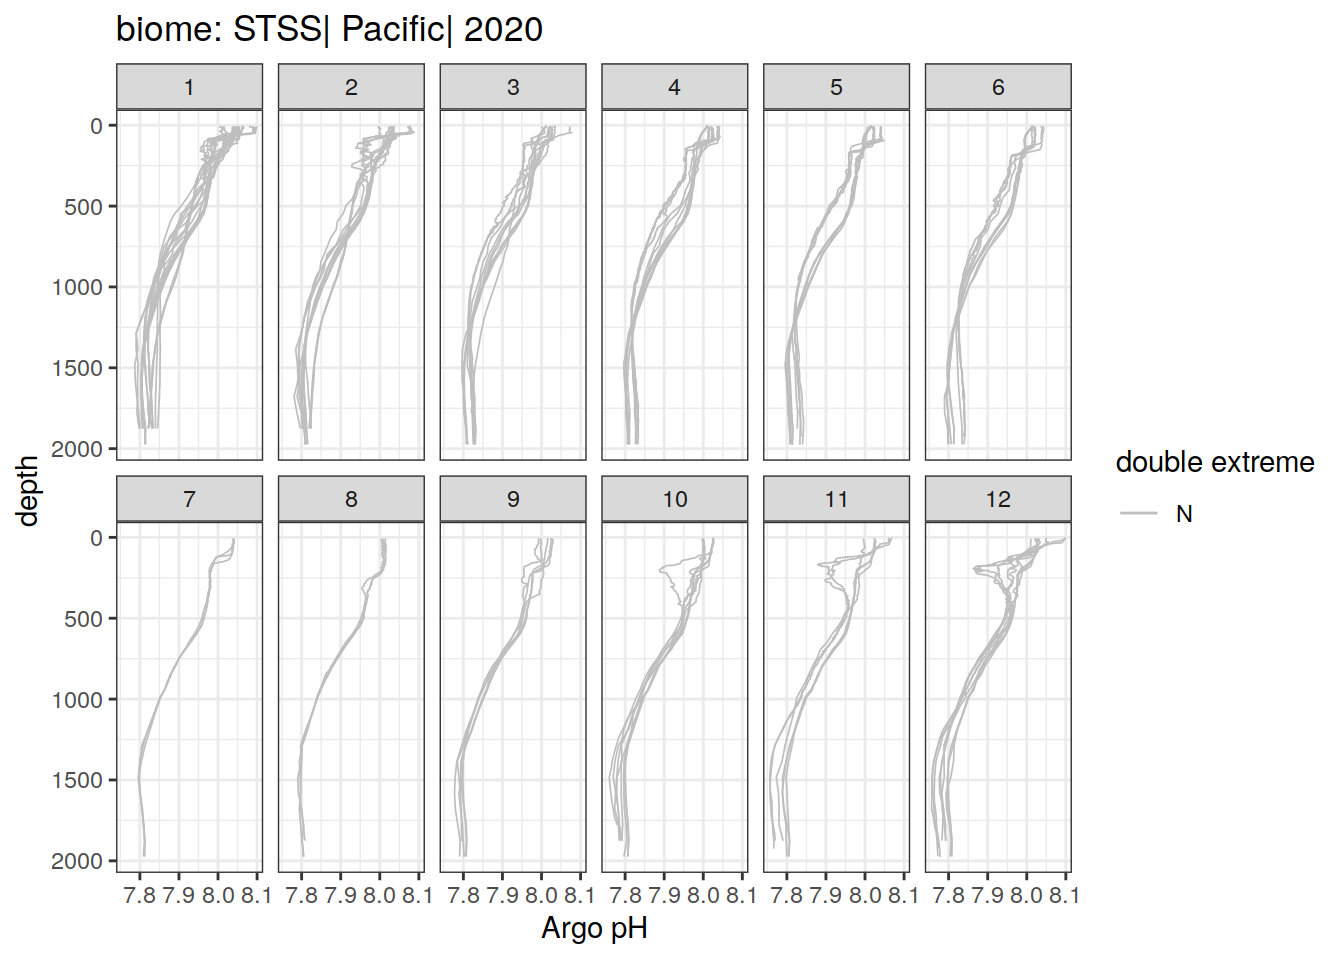 biome: STSS| Pacific| 2020
1 2 3 4 5 6
0
500
1000
1500
2000
7 8 9 10 11 12
0
500
1000
1500
2000
7.8 7.9 8.0 8.1 7.8 7.9 8.0 8.1 7.8 7.9 8.0 8.1 7.8 7.9 8.0 8.1 7.8 7.9 8.0 8.1 7.8 7.9 8.0 8.1
Argo pH
depth
double extreme
N